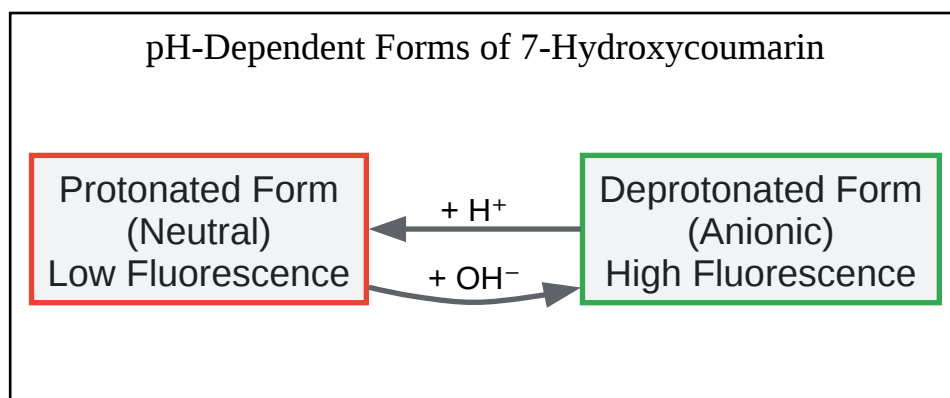 pH-Dependent Forms of 7-Hydroxycoumarin
Protonated Form
(Neutral)
Low Fluorescence
+ H⁺
+ OH⁻
Deprotonated Form
(Anionic)
High Fluorescence